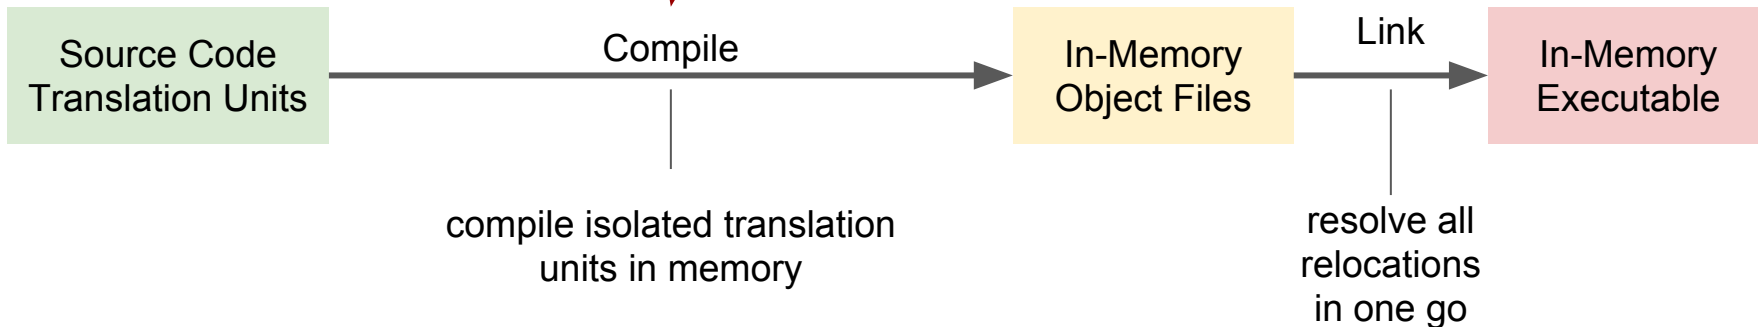 Source Code
Translation Units
Compile
In-Memory
Object Files
Link
In-Memory
Executable
compile isolated translation
units in memory
resolve all
relocations
in one go